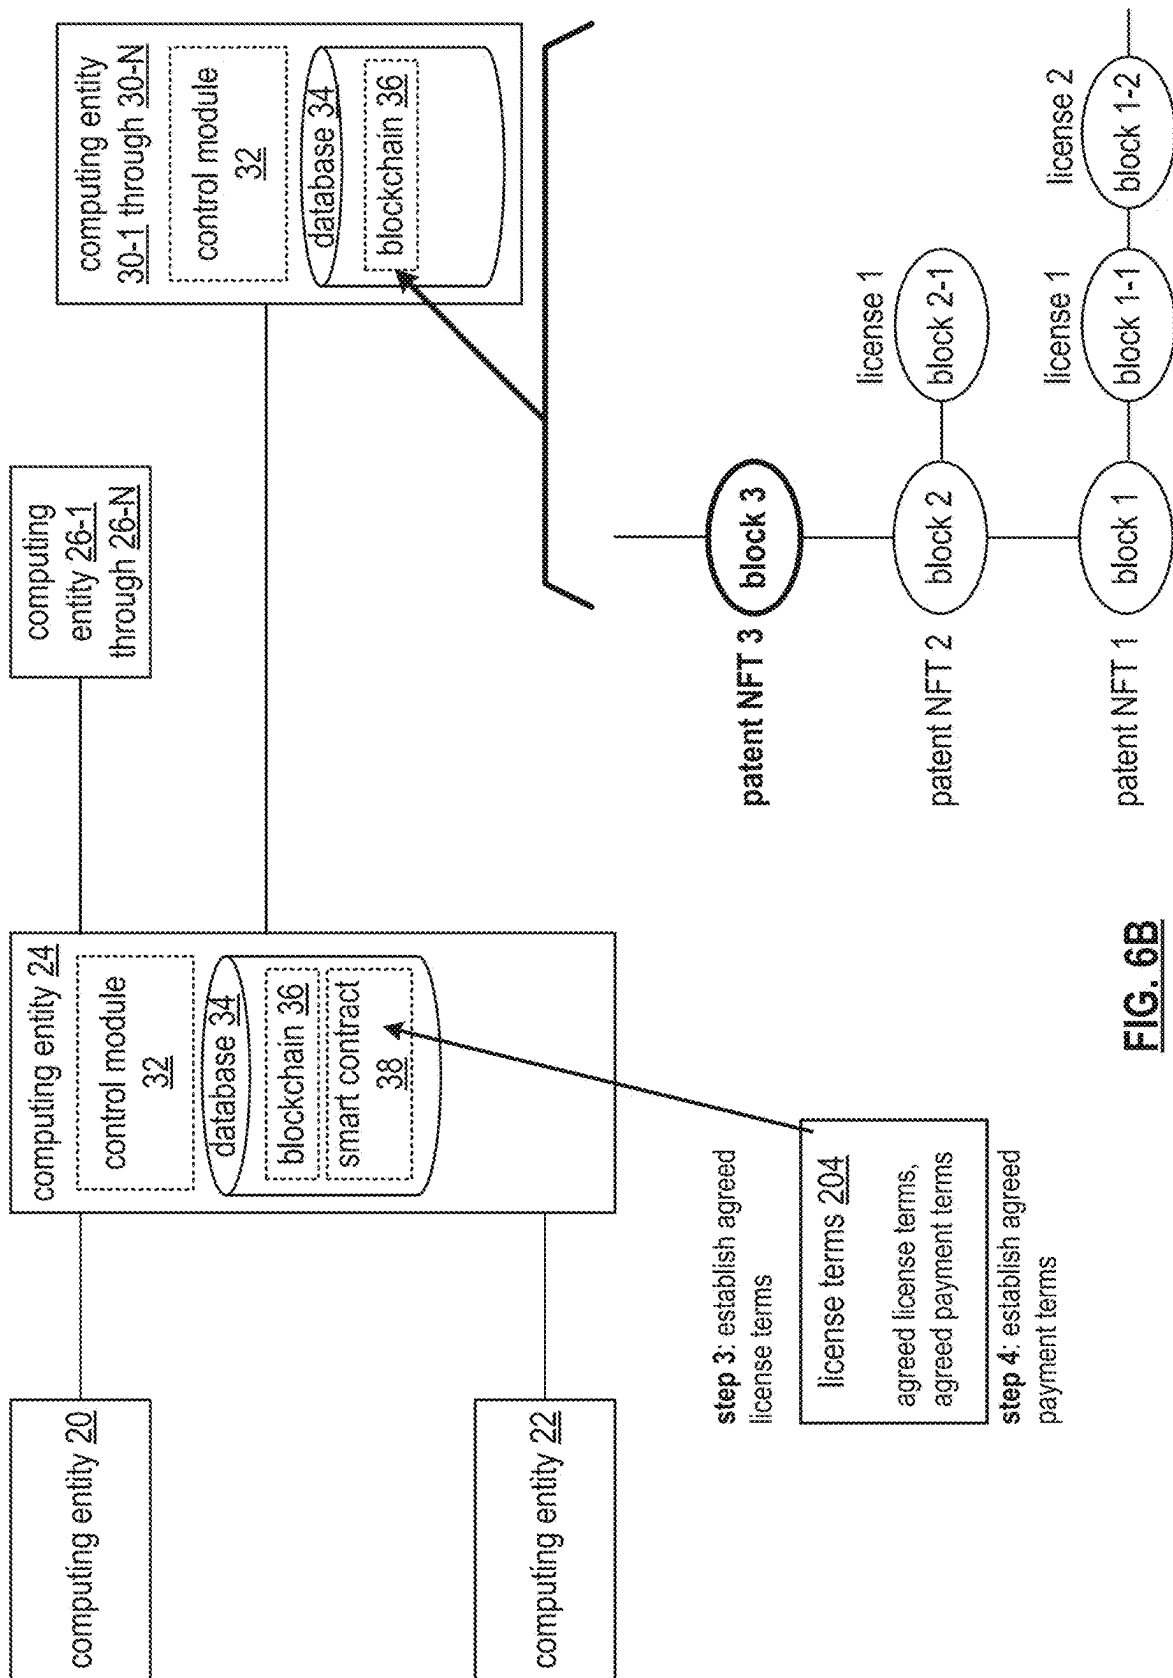 computing entity 20
computing entity 22
computing entity 24
control module
32
database 34
blockchain 36
smart contract
38
computing
entity 26-1
through 26-N
computing entity
30-1 through 30-N
control module
32
database 34
blockchain 36
step 3: establish agreed
license terms
license terms 204
agreed license terms,
agreed payment terms
step 4: establish agreed
payment terms
patent NFT 3
block 3
patent NFT 2
block 2
license 1
block 2-1
patent NFT 1
block 1
license 1
block 1-1
license 2
block 1-2
FIG. 6B